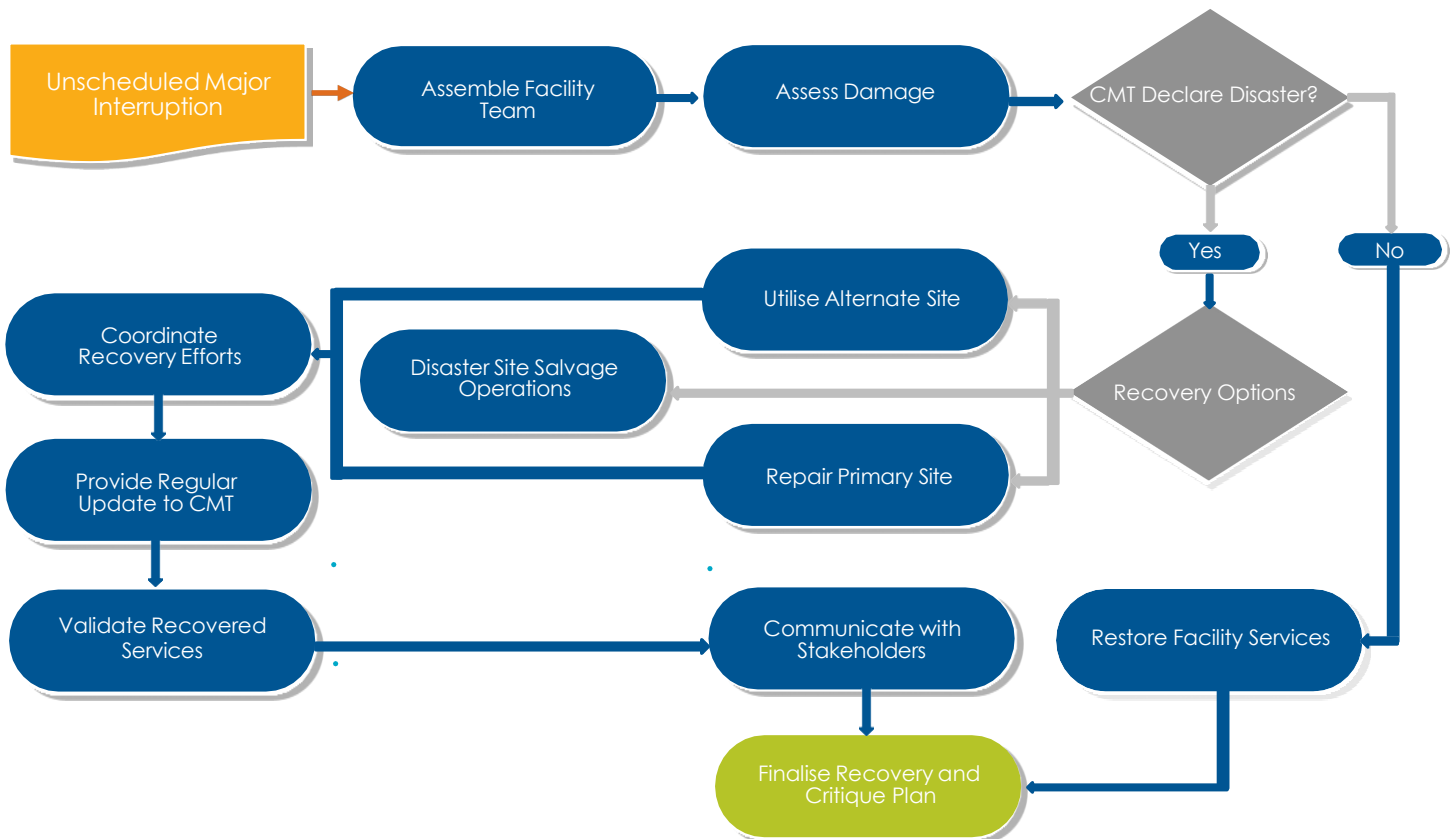 Unscheduled Major
Interruption
Assemble Facility
Team
Assess Damage
CMT Declare Disaster?
Yes
No
Utilise Alternate Site
Coordinate
Recovery Efforts
Disaster Site Salvage
Operations
Recovery Options
Provide Regular
Update to CMT
Repair Primary Site
Validate Recovered
Services
Communicate with
Stakeholders
Restore Facility Services
Finalise Recovery and
Critique Plan